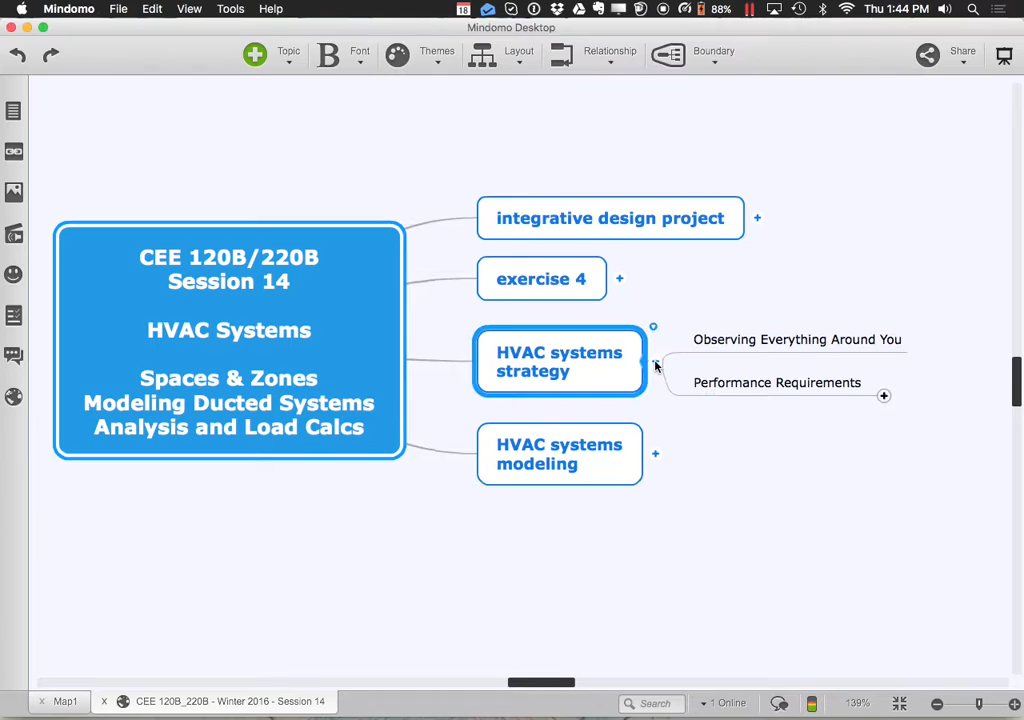 Mindomo File Edit View Tools Help 18 88% Thu 1:44 PM
Mindomo Desktop
Topic Font Themes Layout Relationship Boundary Share
integrative design project
exercise 4
CEE 120B/220B
Session 14
HVAC Systems
Spaces & Zones
Modeling Ducted Systems
Analysis and Load Calcs
HVAC systems
strategy
Observing Everything Around You
Performance Requirements
HVAC systems
modeling
Map1 CEE 120B_220B - Winter 2016 - Session 14 Search 1 Online 139%